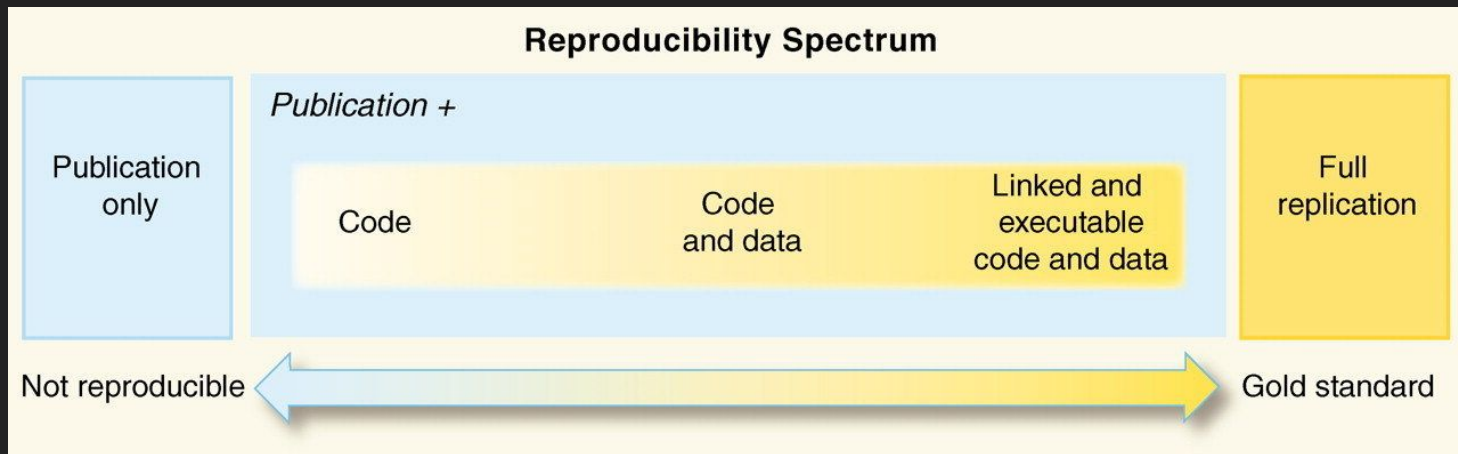 Reproducibility Spectrum
Publication
only
Publication +
Code
Code
and data
Linked and
executable
code and data
Full
replication
Not reproducible
Gold standard